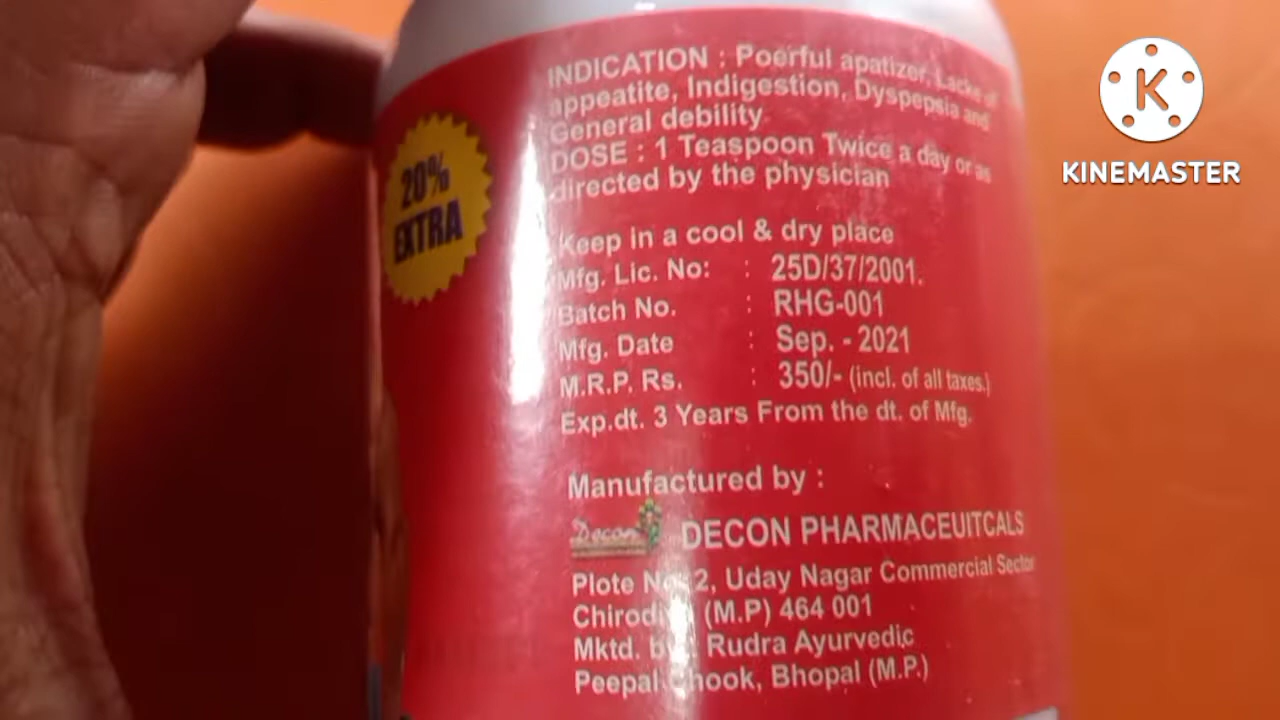 INDICATION : Poerful apatizer, Lacks of
appeatite, Indigestion, Dyspepsia and
General debility
DOSE : 1 Teaspoon Twice a day or as
directed by the physician
20%
EXTRA
Keep in a cool & dry place
Mfg. Lic. No: : 25D/37/2001.
Batch No. : RHG-001
Mfg. Date : Sep. - 2021
M.R.P. Rs. : 350/- (incl. of all taxes.)
Exp.dt. 3 Years From the dt. of Mfg.
Manufactured by :
Decon DECON PHARMACEUITCALS
Plote No. 2, Uday Nagar Commercial Sector
(M.P) 464 001
Mktd. by : Rudra Ayurvedic
Peepal Chook, Bhopal (M.P.)
K
KINEMASTER